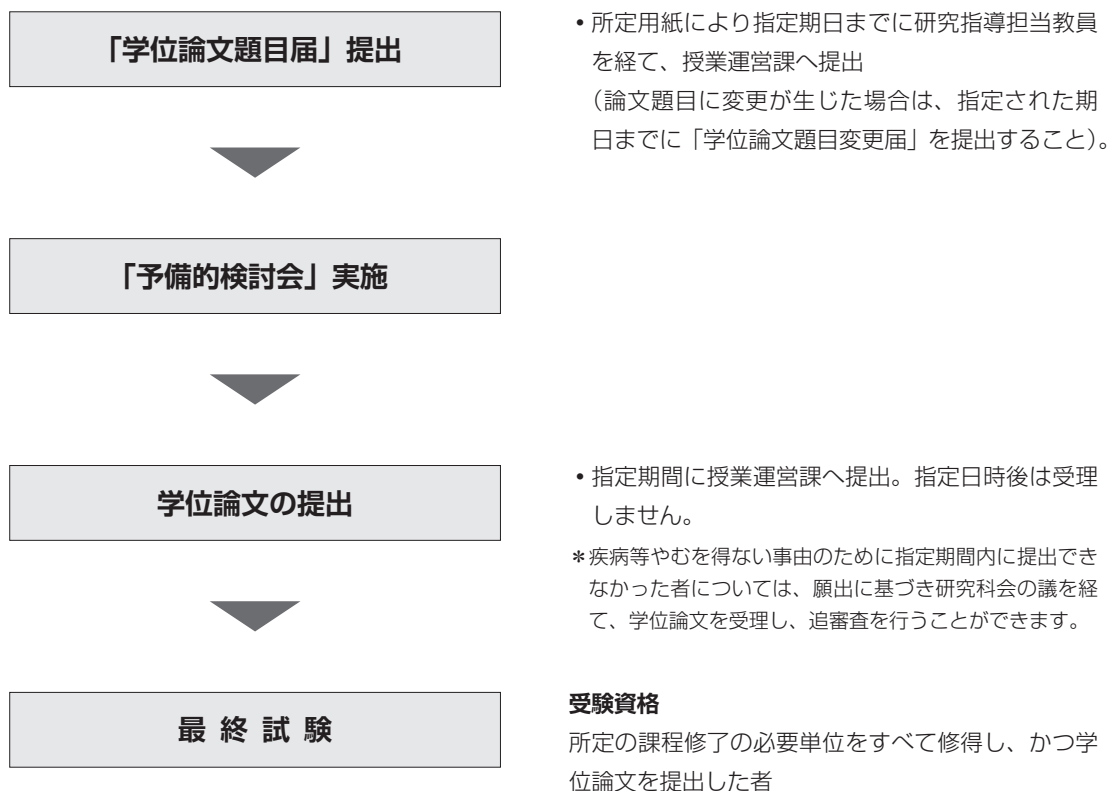 「学位論文題目届」提出
・所定用紙により指定期日までに研究指導担当教員
を経て、授業運営課へ提出
(論文題目に変更が生じた場合は、指定された期
日までに「学位論文題目変更届」を提出すること)。
「予備的検討会」実施
学位論文の提出
・指定期間に授業運営課へ提出。指定日時後は受理
しません。
*疾病等やむを得ない事由のために指定期間内に提出でき
なかった者については、願出に基づき研究科会の議を経
て、学位論文を受理し、追審査を行うことができます。
最 終 試 験
受験資格
所定の課程修了の必要単位をすべて修得し、かつ学
位論文を提出した者